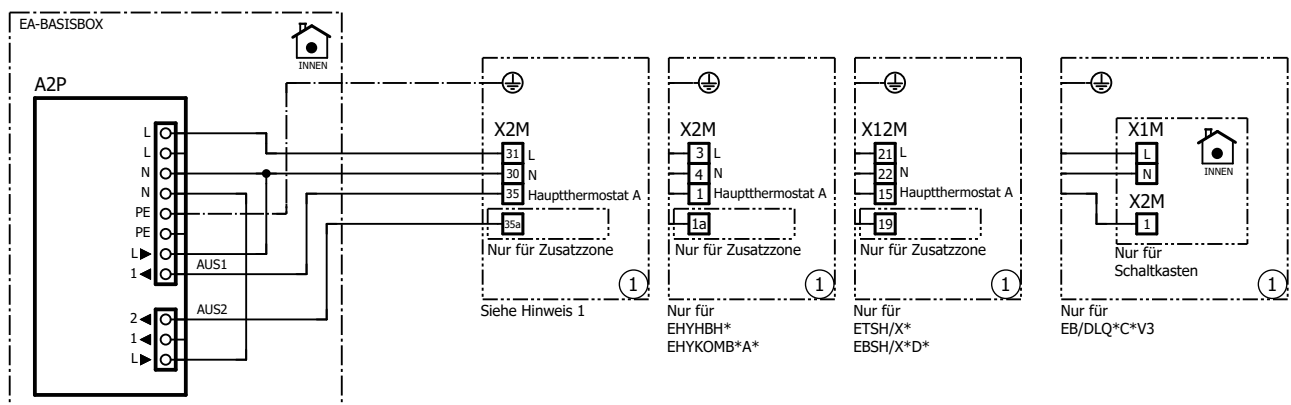 EA-BASISBOX
INNEN
A2P
L
L
N
N
PE
PE
L
1
AUS1
2
AUS2
1
L
X2M
31 L
30 N
35 Hauptthermostat A
35a
Nur für Zusatzzone
1
Siehe Hinweis 1
X2M
3 L
4 N
1 Hauptthermostat A
1a
Nur für Zusatzzone
1
Nur für
EHYHBH*
EHYKOMB*A*
X12M
21 L
22 N
15 Hauptthermostat A
19
Nur für Zusatzzone
1
Nur für
ETSH/X*
EBSH/X*D*
X1M
L
N
INNEN
X2M
1
Nur für
Schaltkasten
1
Nur für
EB/DLQ*C*V3